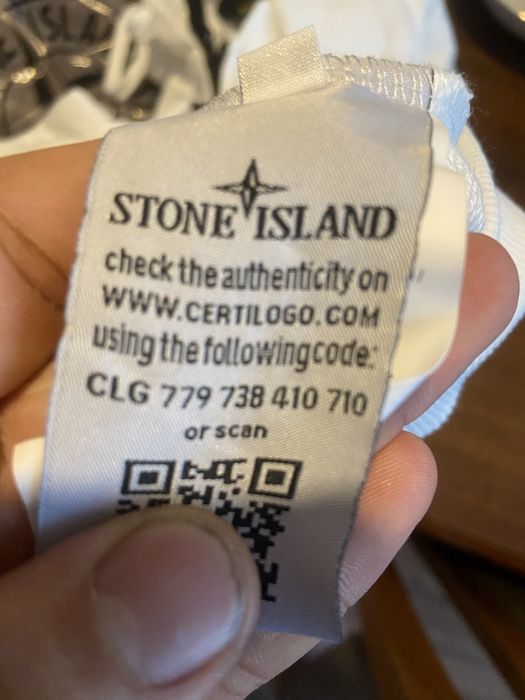 STONE ISLAND
check the authenticity on
WWW.CERTILOGO.COM
using the following code:
CLG 779 738 410 710
or scan